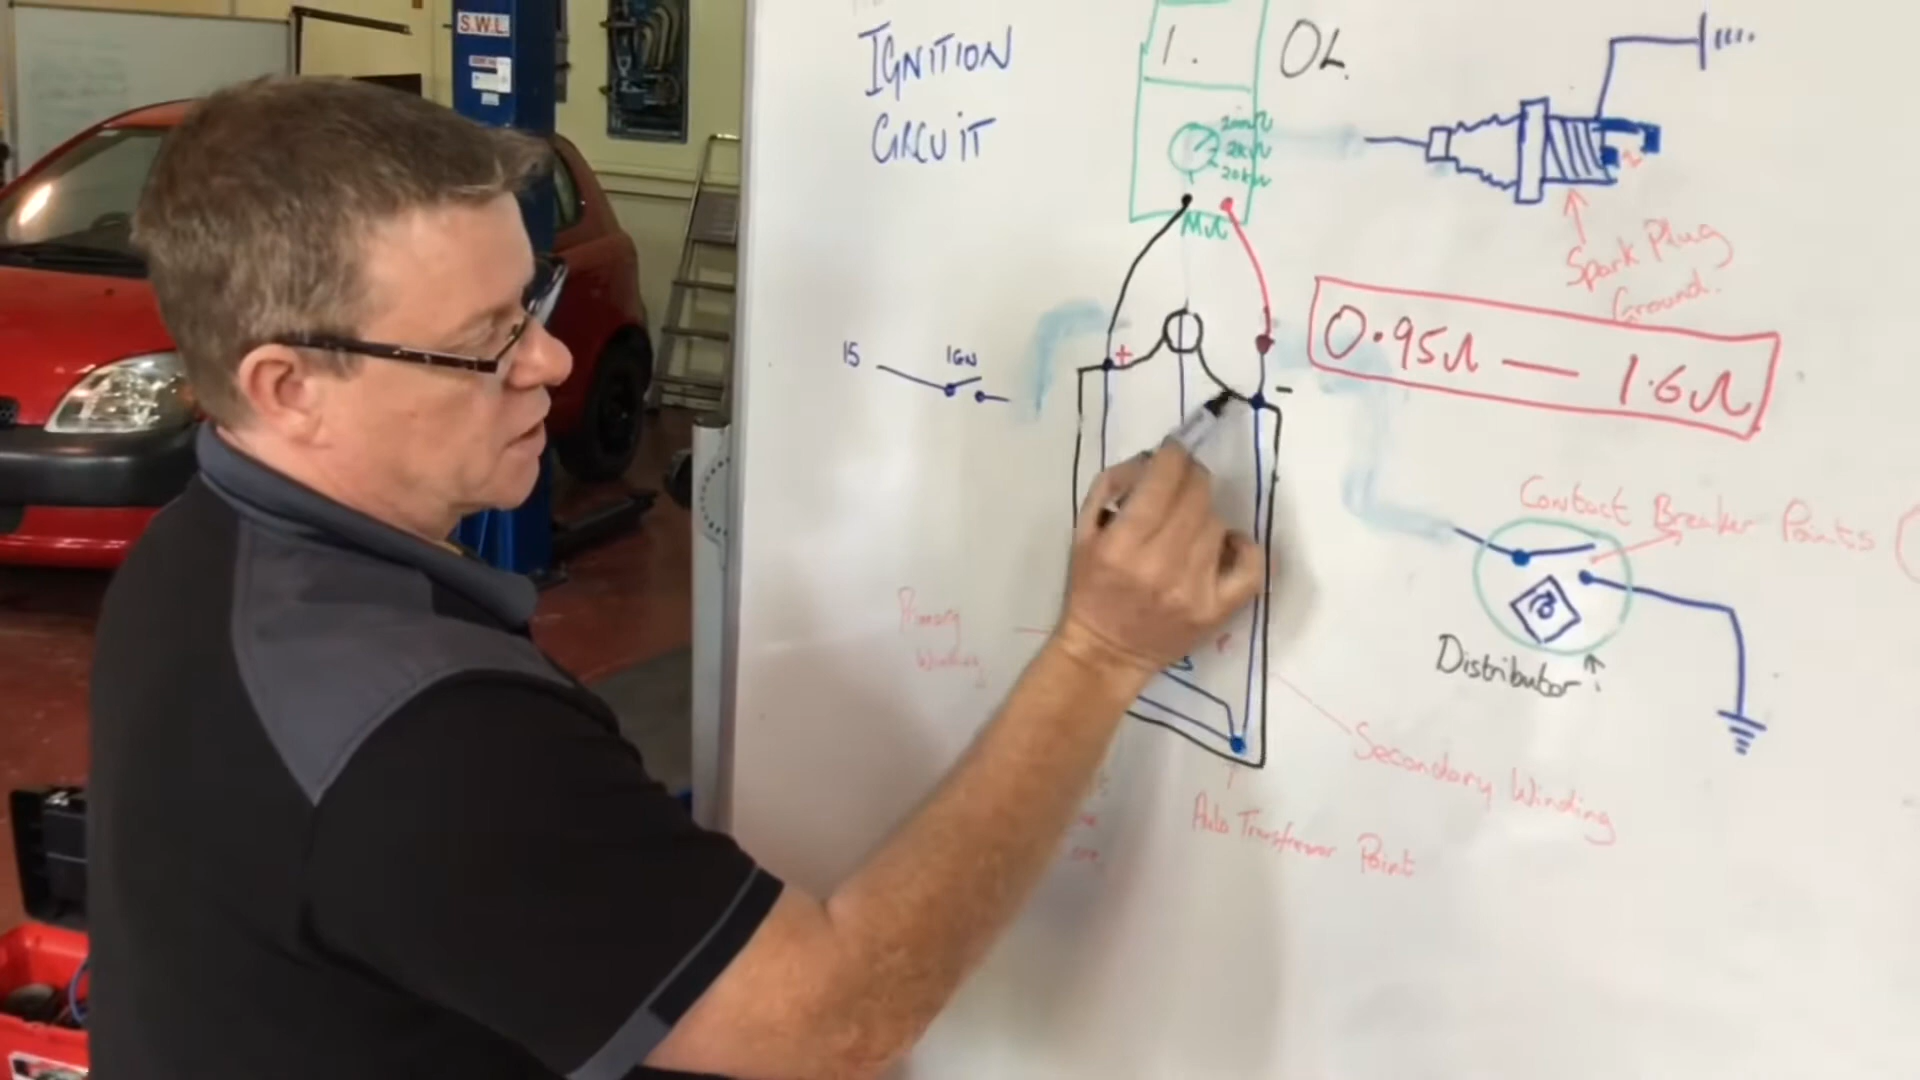 S.W.L.
IGNITION
CIRCUIT
1.
OL.
200Ω
2kΩ
20kΩ
MΩ
Spark Plug
Ground.
0.95Ω — 1.6Ω
15
IGN
+
-
Contact Breaker Points
Distributor
Primary
Winding
P
S
Secondary Winding
Auto Transformer Point